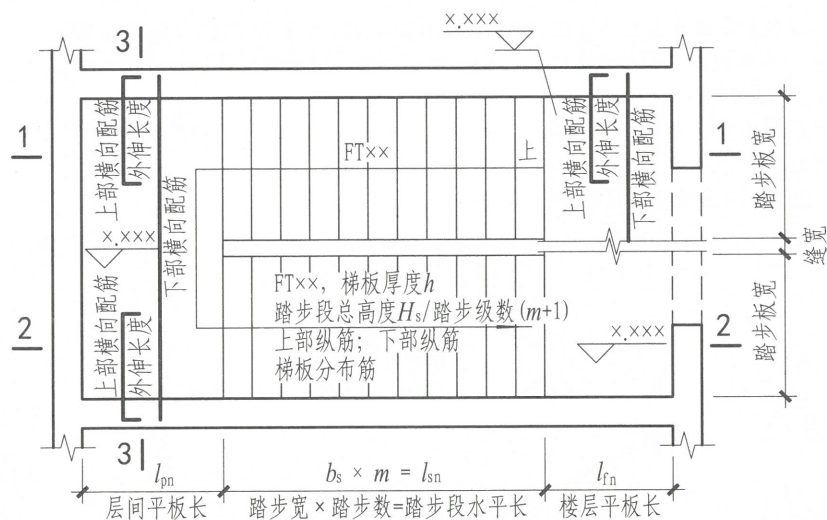 3
x.xxx
1
上部横向配筋
外伸长度
FT××
上
上部横向配筋
外伸长度
下部横向配筋
1
踏步板宽
下部横向配筋
x.xxx
缝宽
FT××，梯板厚度h
踏步段总高度Hs/踏步级数(m+1)
上部纵筋；下部纵筋
梯板分布筋
2
上部横向配筋
外伸长度
x.xxx
2
踏步板宽
3
lpn
bs × m = lsn
lfn
层间平板长
踏步宽×踏步数=踏步段水平长
楼层平板长